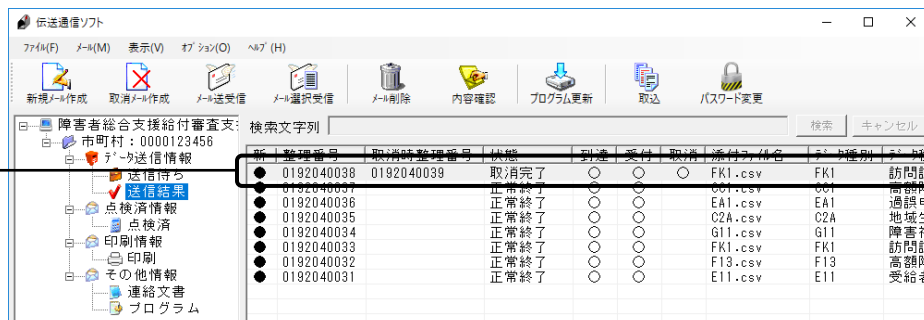 伝送通信ソフト
ファイル(F) メール(M) 表示(V) オプション(O) ヘルプ(H)
新規メール作成 取消メール作成 メール送受信 メール選択受信 メール削除 内容確認 プログラム更新 取込 パスワード変更
障害者総合支援給付審査支
検索文字列 検索 キャンセル
市町村：0000123456
データ送信情報
送信待ち
送信結果
点検済情報
点検済
印刷情報
印刷
その他情報
連絡文書
プログラム
新 整理番号 取消時整理番号 状態 到達 受付 取消 添付ファイル名 データ種別
● 0192040038 0192040039 取消完了 ○ ○ ○ FK1.csv FK1 訪問
● 0192040037 正常終了 ○ ○ CC1.csv CC1 高額
● 0192040036 正常終了 ○ ○ EA1.csv EA1 過誤
● 0192040035 正常終了 ○ ○ C2A.csv C2A 地域生
● 0192040034 正常終了 ○ ○ G11.csv G11 障害
● 0192040033 正常終了 ○ ○ FK1.csv FK1 訪問
● 0192040032 正常終了 ○ ○ F13.csv F13 高額
● 0192040031 正常終了 ○ ○ E11.csv E11 受給